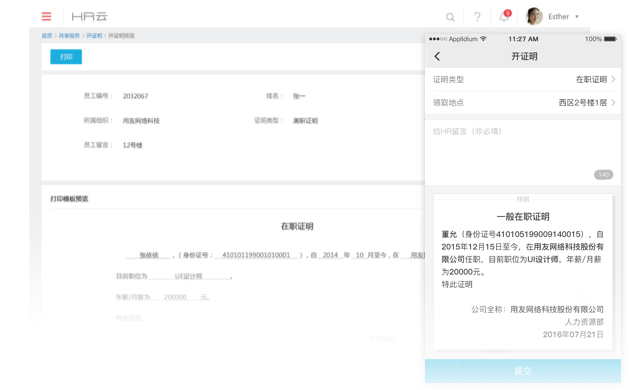 HR云
9
Esther
首页 > 共享服务 > 开证明 > 开证明预览
打印
员工编号： 2032067 姓名： 张一
所属组织： 用友网络科技 证明类型： 离职证明
员工留言： 12号楼
打印模板预览
在职证明
张依依 ，（ 身份证号： 410101199001010001 ），自 2014 年 10 月至今，在 用友
目前职位为 UI设计师 。
年薪/月薪为 200000 元。
特此证明。
Applidium 11:27 AM 100%
开证明
证明类型 在职证明
领取地点 西区2号楼1层
给HR留言（非必填）
140
样例
一般在职证明
董允（身份证号410105199009140015），自
2015年12月15日至今，在用友网络科技股份有
限公司任职，目前职位为UI设计师，年薪/月薪
为20000元。
特此证明
公司全称：用友网络科技股份有限公司
人力资源部
2016年07月21日
提交